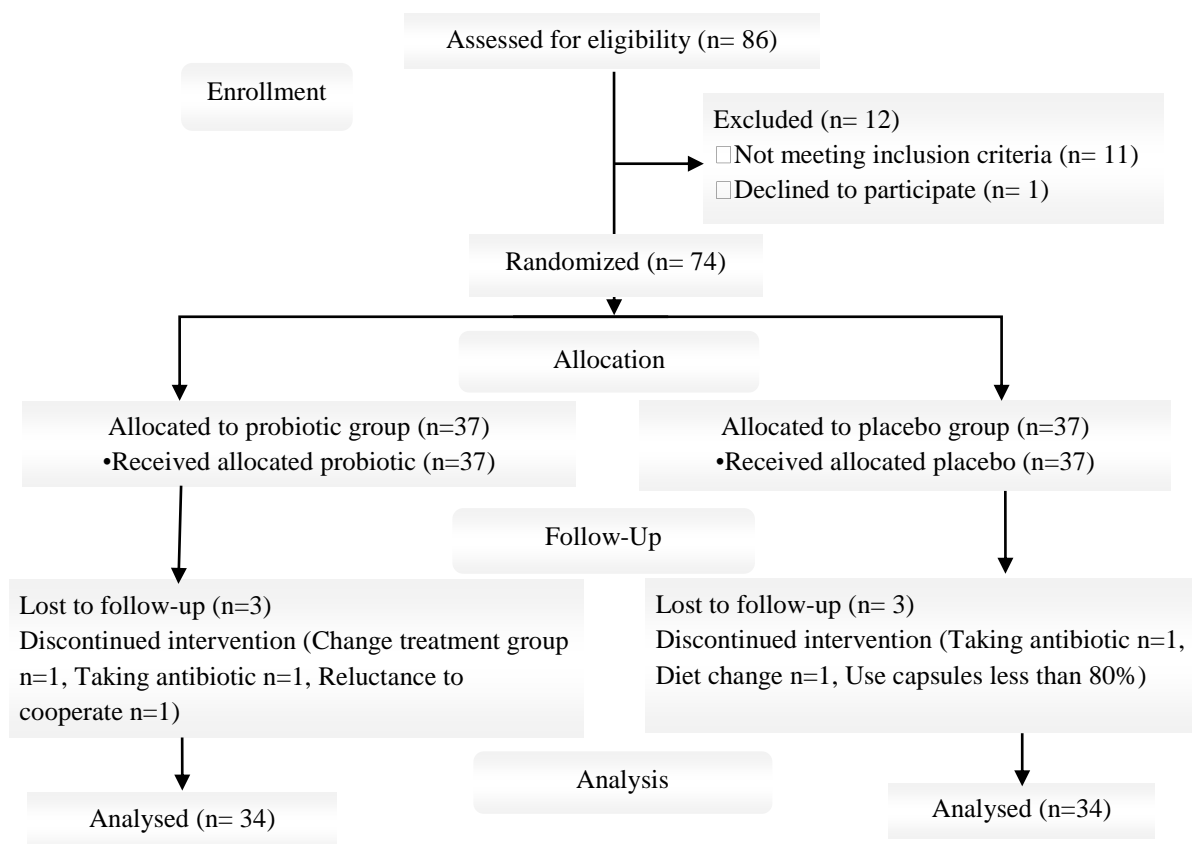 Assessed for eligibility (n= 86)
Enrollment
Excluded (n= 12)
□Not meeting inclusion criteria (n= 11)
□Declined to participate (n= 1)
Randomized (n= 74)
Allocation
Allocated to probiotic group (n=37)
•Received allocated probiotic (n=37)
Allocated to placebo group (n=37)
•Received allocated placebo (n=37)
Follow-Up
Lost to follow-up (n=3)
Discontinued intervention (Change treatment group
n=1, Taking antibiotic n=1, Reluctance to
cooperate n=1)
Lost to follow-up (n= 3)
Discontinued intervention (Taking antibiotic n=1,
Diet change n=1, Use capsules less than 80%)
Analysis
Analysed (n= 34)
Analysed (n=34)